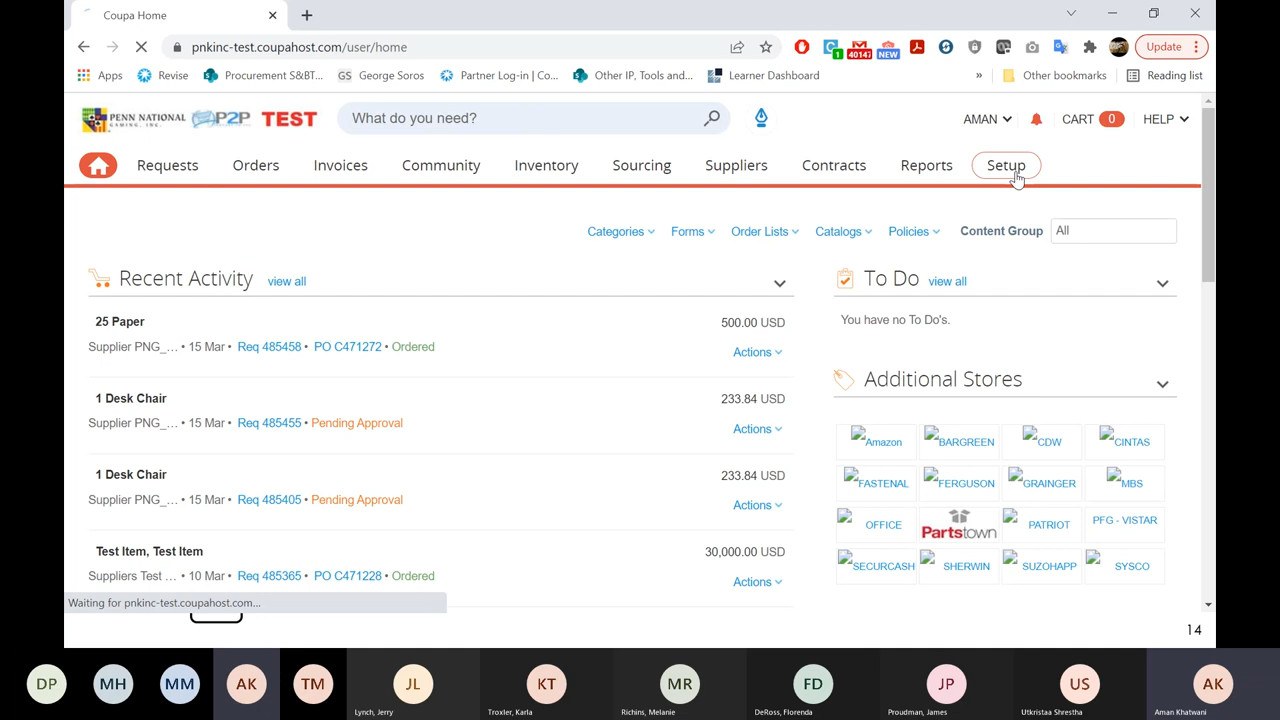 Coupa Home
pnkinc-test.coupahost.com/user/home
1
40147
NEW
Update
Apps
Revise
Procurement S&BT...
GS George Soros
Partner Log-in | Co...
Other IP, Tools and...
Learner Dashboard
»
Other bookmarks
Reading list
PENN NATIONAL
GAMING, INC.
P2P
TEST
What do you need?
AMAN
CART 0
HELP
Requests
Orders
Invoices
Community
Inventory
Sourcing
Suppliers
Contracts
Reports
Setup
Categories
Forms
Order Lists
Catalogs
Policies
Content Group
All
Recent Activity view all
25 Paper 500.00 USD
Supplier PNG_... • 15 Mar • Req 485458 • PO C471272 • Ordered
Actions
1 Desk Chair 233.84 USD
Supplier PNG_... • 15 Mar • Req 485455 • Pending Approval
Actions
1 Desk Chair 233.84 USD
Supplier PNG_... • 15 Mar • Req 485405 • Pending Approval
Actions
Test Item, Test Item 30,000.00 USD
Suppliers Test ... • 10 Mar • Req 485365 • PO C471228 • Ordered
Actions
To Do view all
You have no To Do's.
Additional Stores
Amazon BARGREEN CDW CINTAS
FASTENAL FERGUSON GRAINGER MBS
OFFICE Partstown PATRIOT PFG - VISTAR
SECURCASH SHERWIN SUZOHAPP SYSCO
Waiting for pnkinc-test.coupahost.com...
14
DP
MH
MM
AK
TM
JL
KT
MR
FD
JP
US
AK
Lynch, Jerry
Troxler, Karla
Richins, Melanie
DeRoss, Florenda
Proudman, James
Utkristaa Shrestha
Aman Khatwani